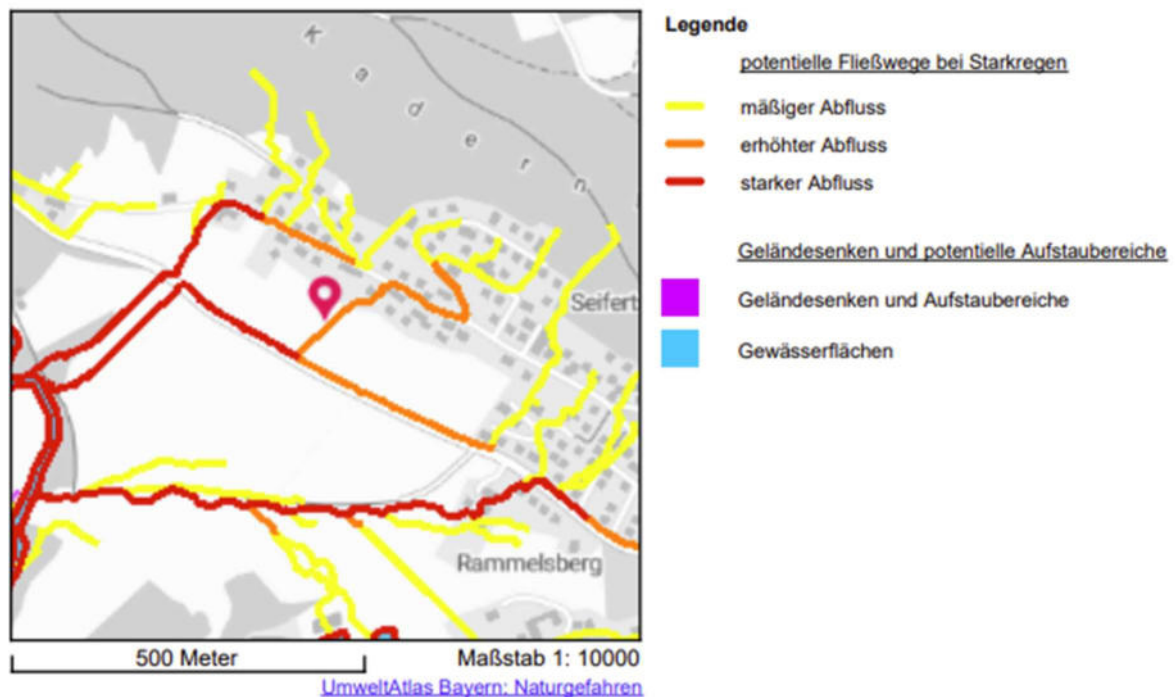 Legende
potentielle Fließwege bei Starkregen
mäßiger Abfluss
erhöhter Abfluss
starker Abfluss
Geländesenken und potentielle Aufstaubereiche
Geländesenken und Aufstaubereiche
Gewässerflächen
Kadern
Seifert
Rammelsberg
500 Meter
Maßstab 1: 10000
UmweltAtlas Bayern: Naturgefahren